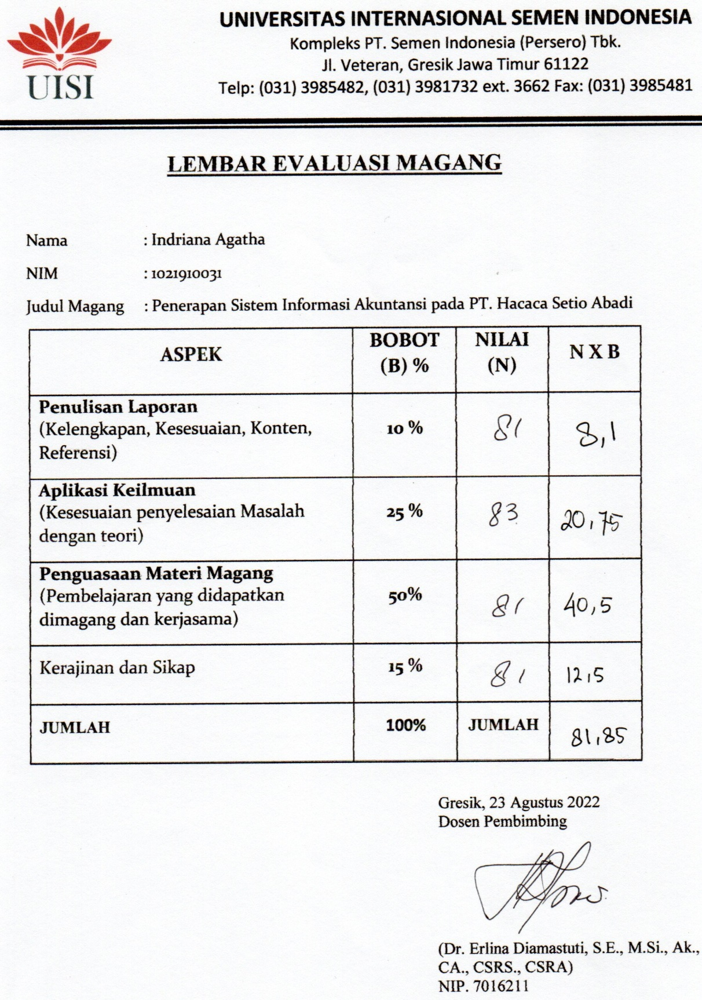 UISI
UNIVERSITAS INTERNASIONAL SEMEN INDONESIA
Kompleks PT. Semen Indonesia (Persero) Tbk.
Jl. Veteran, Gresik Jawa Timur 61122
Telp: (031) 3985482, (031) 3981732 ext. 3662 Fax: (031) 3985481
LEMBAR EVALUASI MAGANG
Nama : Indriana Agatha
NIM : 1021910031
Judul Magang : Penerapan Sistem Informasi Akuntansi pada PT. Hacaca Setio Abadi
ASPEK
BOBOT
(B) %
NILAI
(N)
N X B
Penulisan Laporan
(Kelengkapan, Kesesuaian, Konten,
Referensi)
10 %
81
8,1
Aplikasi Keilmuan
(Kesesuaian penyelesaian Masalah
dengan teori)
25 %
83
20,75
Penguasaan Materi Magang
(Pembelajaran yang didapatkan
dimagang dan kerjasama)
50%
81
40,5
Kerajinan dan Sikap
15 %
81
12,5
JUMLAH
100%
JUMLAH
81,85
Gresik, 23 Agustus 2022
Dosen Pembimbing
(Dr. Erlina Diamastuti, S.E., M.Si., Ak.,
CA., CSRS., CSRA)
NIP. 7016211